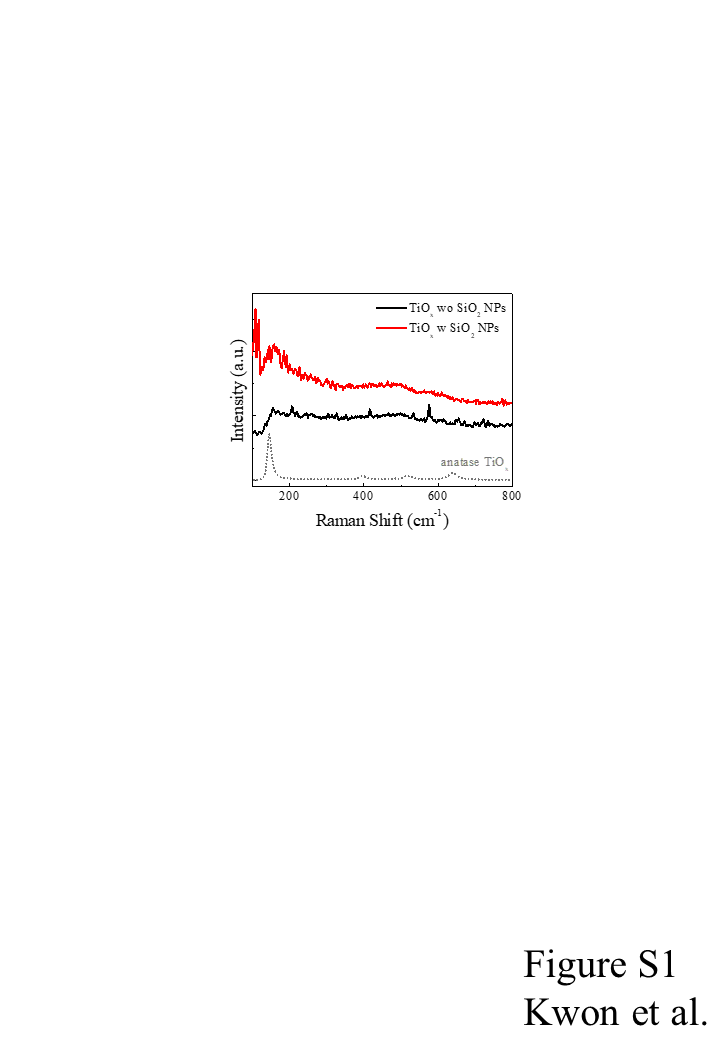 TiOx wo SiO2 NPs
TiOx w SiO2 NPs
Intensity (a.u.)
anatase TiOx
200 400 600 800
Raman Shift (cm-1)
Figure S1
Kwon et al.